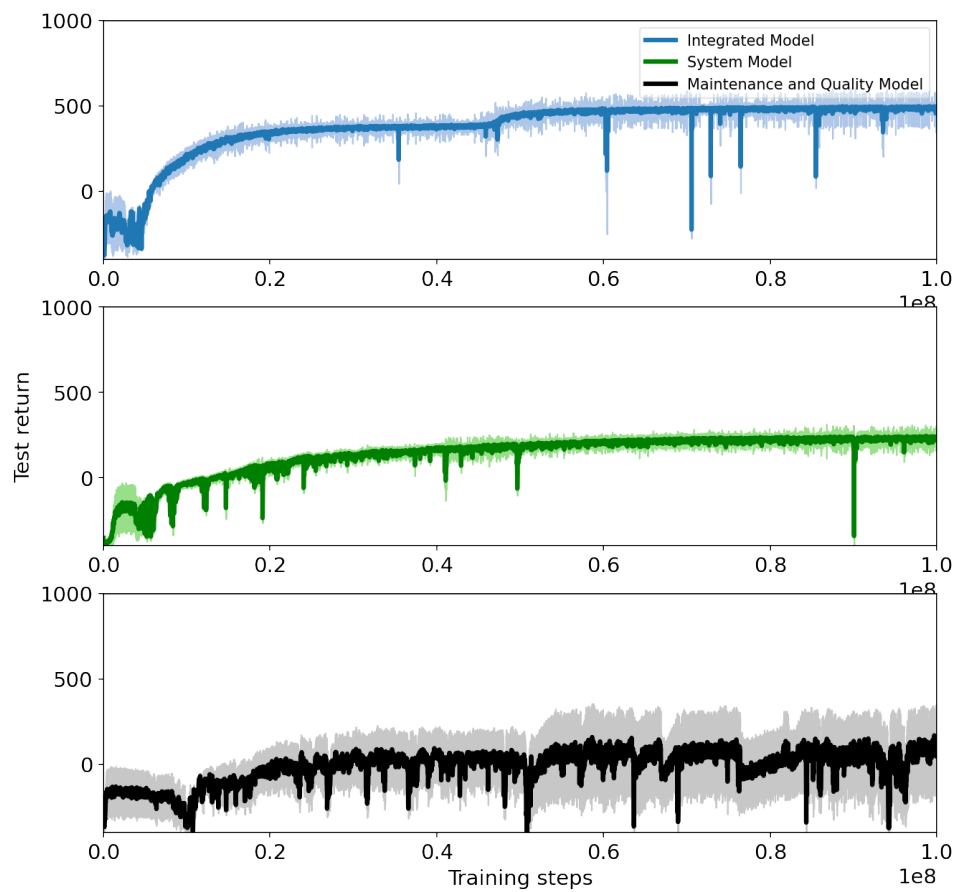 1000
500
0
Integrated Model
System Model
Maintenance and Quality Model
0.0 0.2 0.4 0.6 0.8 1.0
1e8
1000
500
0
Test return
0.0 0.2 0.4 0.6 0.8 1.0
1e8
1000
500
0
0.0 0.2 0.4 0.6 0.8 1.0
Training steps
1e8